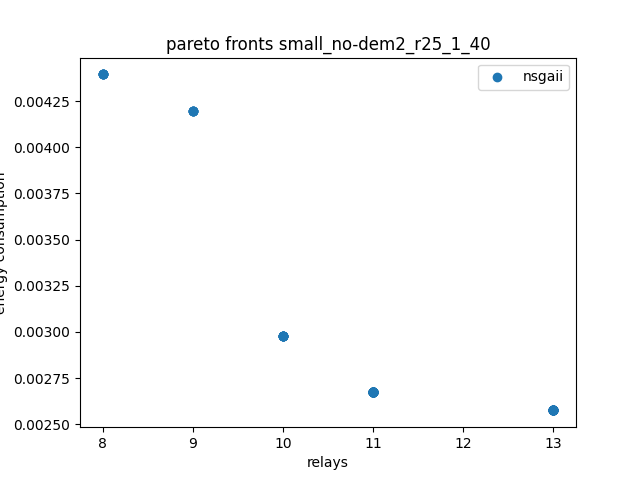 pareto fronts small_no-dem2_r25_1_40
nsgaii
0.00425
0.00400
0.00375
0.00350
0.00325
0.00300
0.00275
0.00250
energy consumption
8 9 10 11 12 13
relays